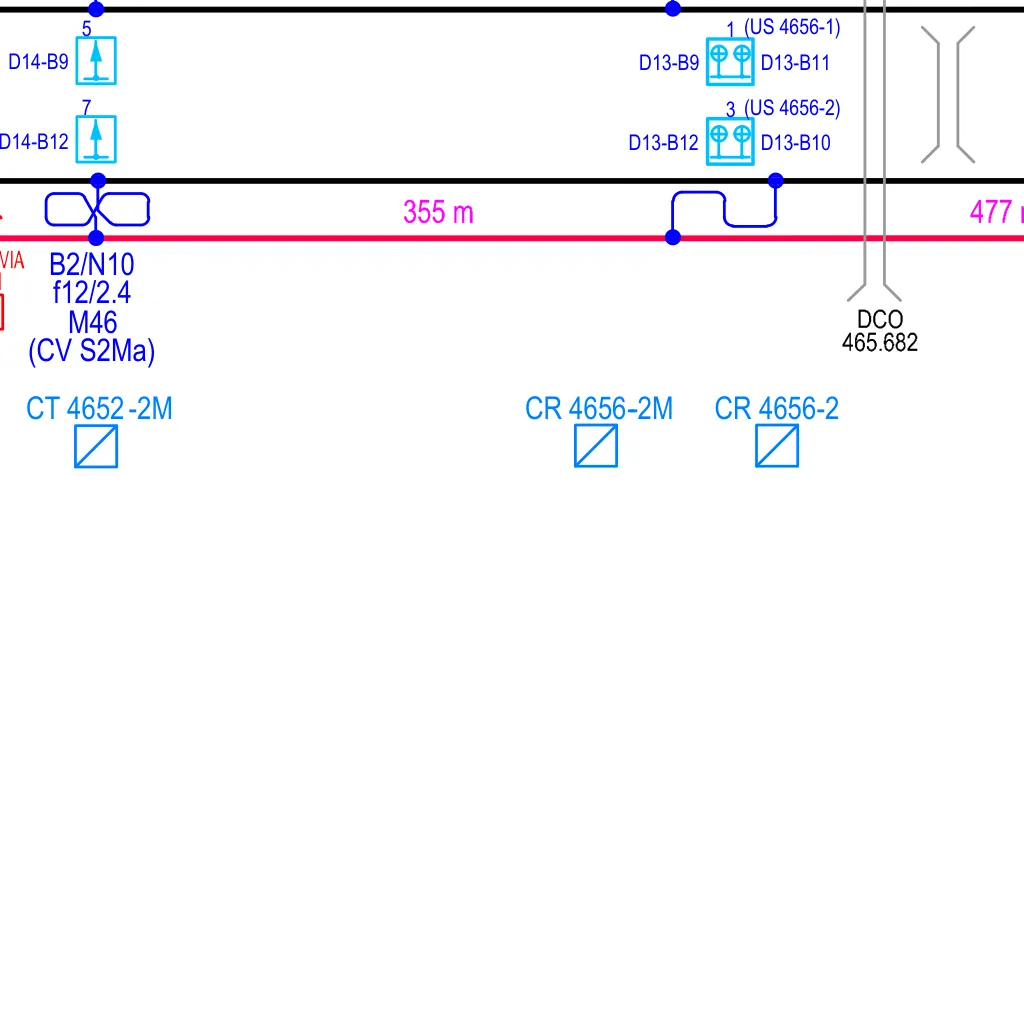 5
1 (US 4656-1)
D14-B9
D13-B9
D13-B11
7
3 (US 4656-2)
D14-B12
D13-B12
D13-B10
355 m
477
VIA
B2/N10
f12/2.4
M46
(CV S2Ma)
DCO
465.682
CT 4652 -2M
CR 4656-2M
CR 4656-2